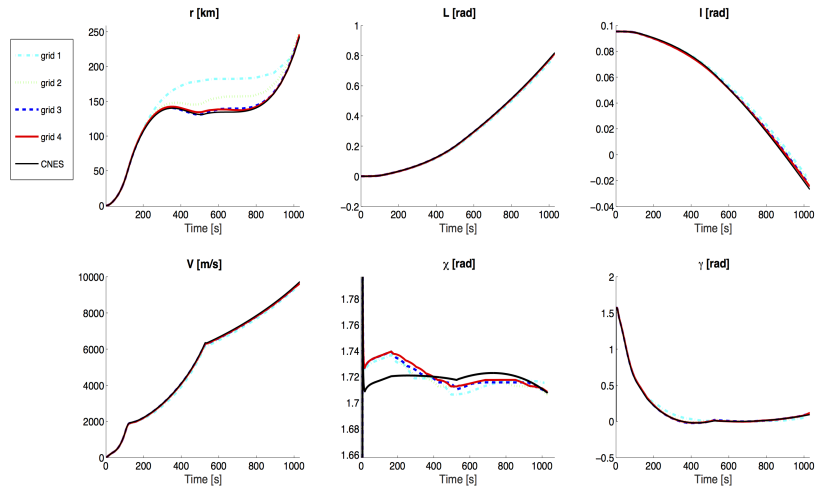 r [km]
L [rad]
l [rad]
grid 1
grid 2
grid 3
grid 4
CNES
250
200
150
100
50
0
200 400 600 800 1000
Time [s]
1
0.8
0.6
0.4
0.2
0
−0.2
200 400 600 800 1000
Time [s]
0.1
0.08
0.06
0.04
0.02
0
−0.02
−0.04
0 200 400 600 800 1000
Time [s]
V [m/s]
χ [rad]
γ [rad]
10000
8000
6000
4000
2000
0
200 400 600 800 1000
Time [s]
1.78
1.76
1.74
1.72
1.7
1.68
1.66
0 200 400 600 800 1000
Time [s]
2
1.5
1
0.5
0
−0.5
200 400 600 800 1000
Time [s]